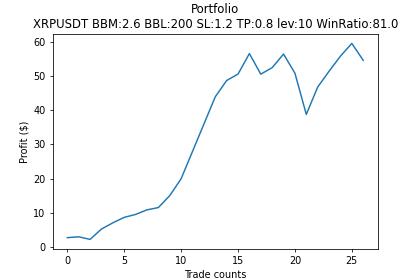 Portfolio
XRPUSDT BBM:2.6 BBL:200 SL:1.2 TP:0.8 lev:10 WinRatio:81.0
60
50
40
30
20
10
0
Profit ($)
0 5 10 15 20 25
Trade counts